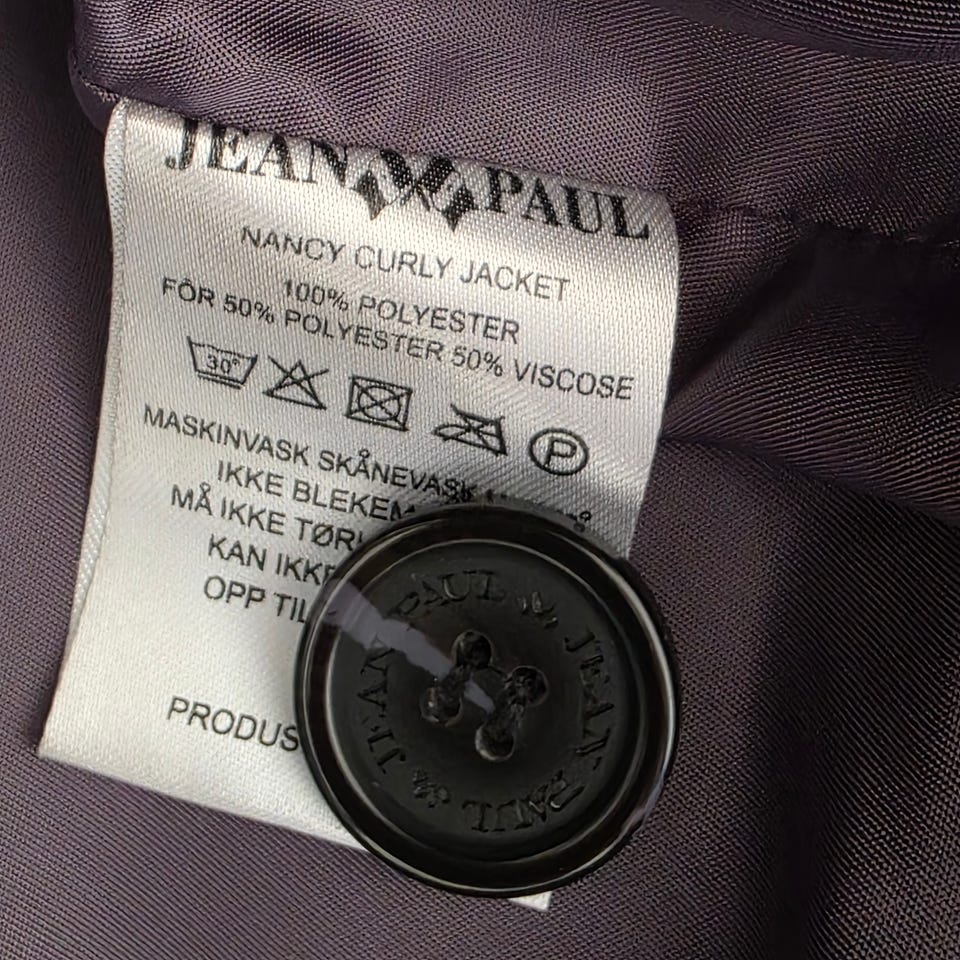 JEAN PAUL
NANCY CURLY JACKET
100% POLYESTER
FÔR 50% POLYESTER 50% VISCOSE
30°
P
MASKINVASK SKÅNEVASK
IKKE BLEKEM
MÅ IKKE TØR
KAN IKKE
OPP TIL
PRODUS
JEAN PAUL JEAN PAUL